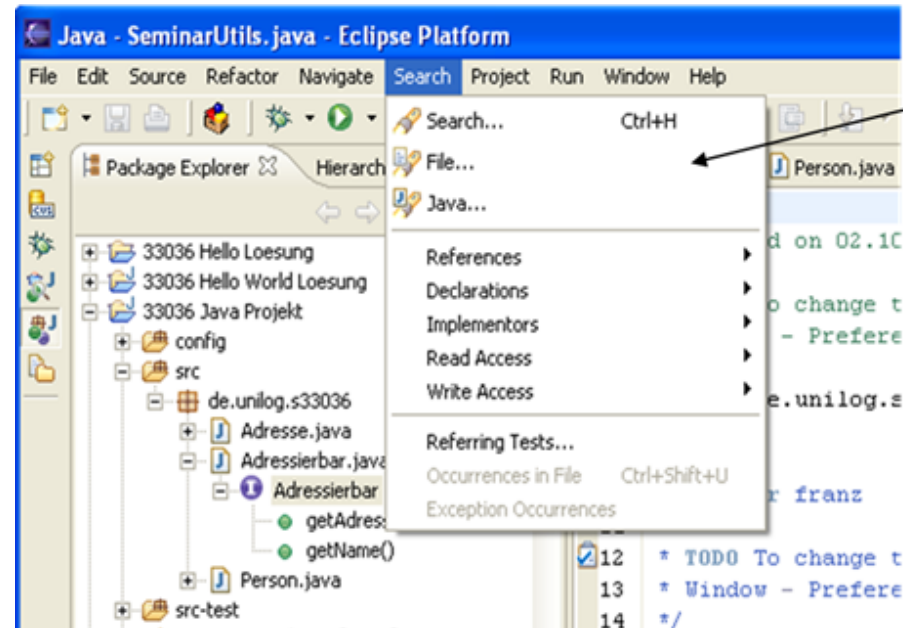 Java - SeminarUtils.java - Eclipse Platform
File Edit Source Refactor Navigate Search Project Run Window Help
Search... Ctrl+H
File...
Java...
References
Declarations
Implementors
Read Access
Write Access
Referring Tests...
Occurrences in File Ctrl+Shift+U
Exception Occurrences
Package Explorer
CVS
33036 Hello Loesung
33036 Hello World Loesung
33036 Java Projekt
config
src
de.unilog.s33036
Adresse.java
Adressierbar.java
Adressierbar
getName()
Person.java
src-test
Person.java
on 02.10
change t
- Prefere
franz
12 * TODO To change t
13 * Window - Prefere
14 */